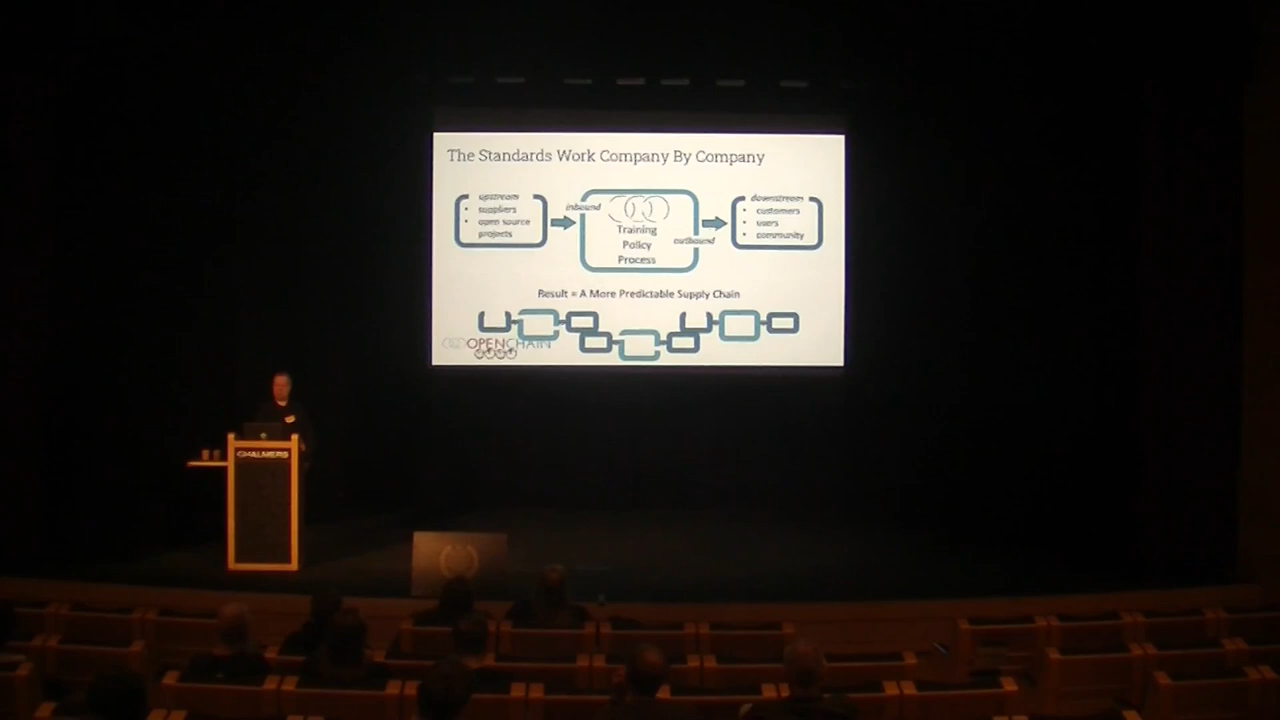 The Standards Work Company By Company
upstream
• suppliers
• open source
projects
inbound
Training
Policy
Process
outbound
downstream
• customers
• users
• community
Result = A More Predictable Supply Chain
OPENCHAIN
CHALMERS